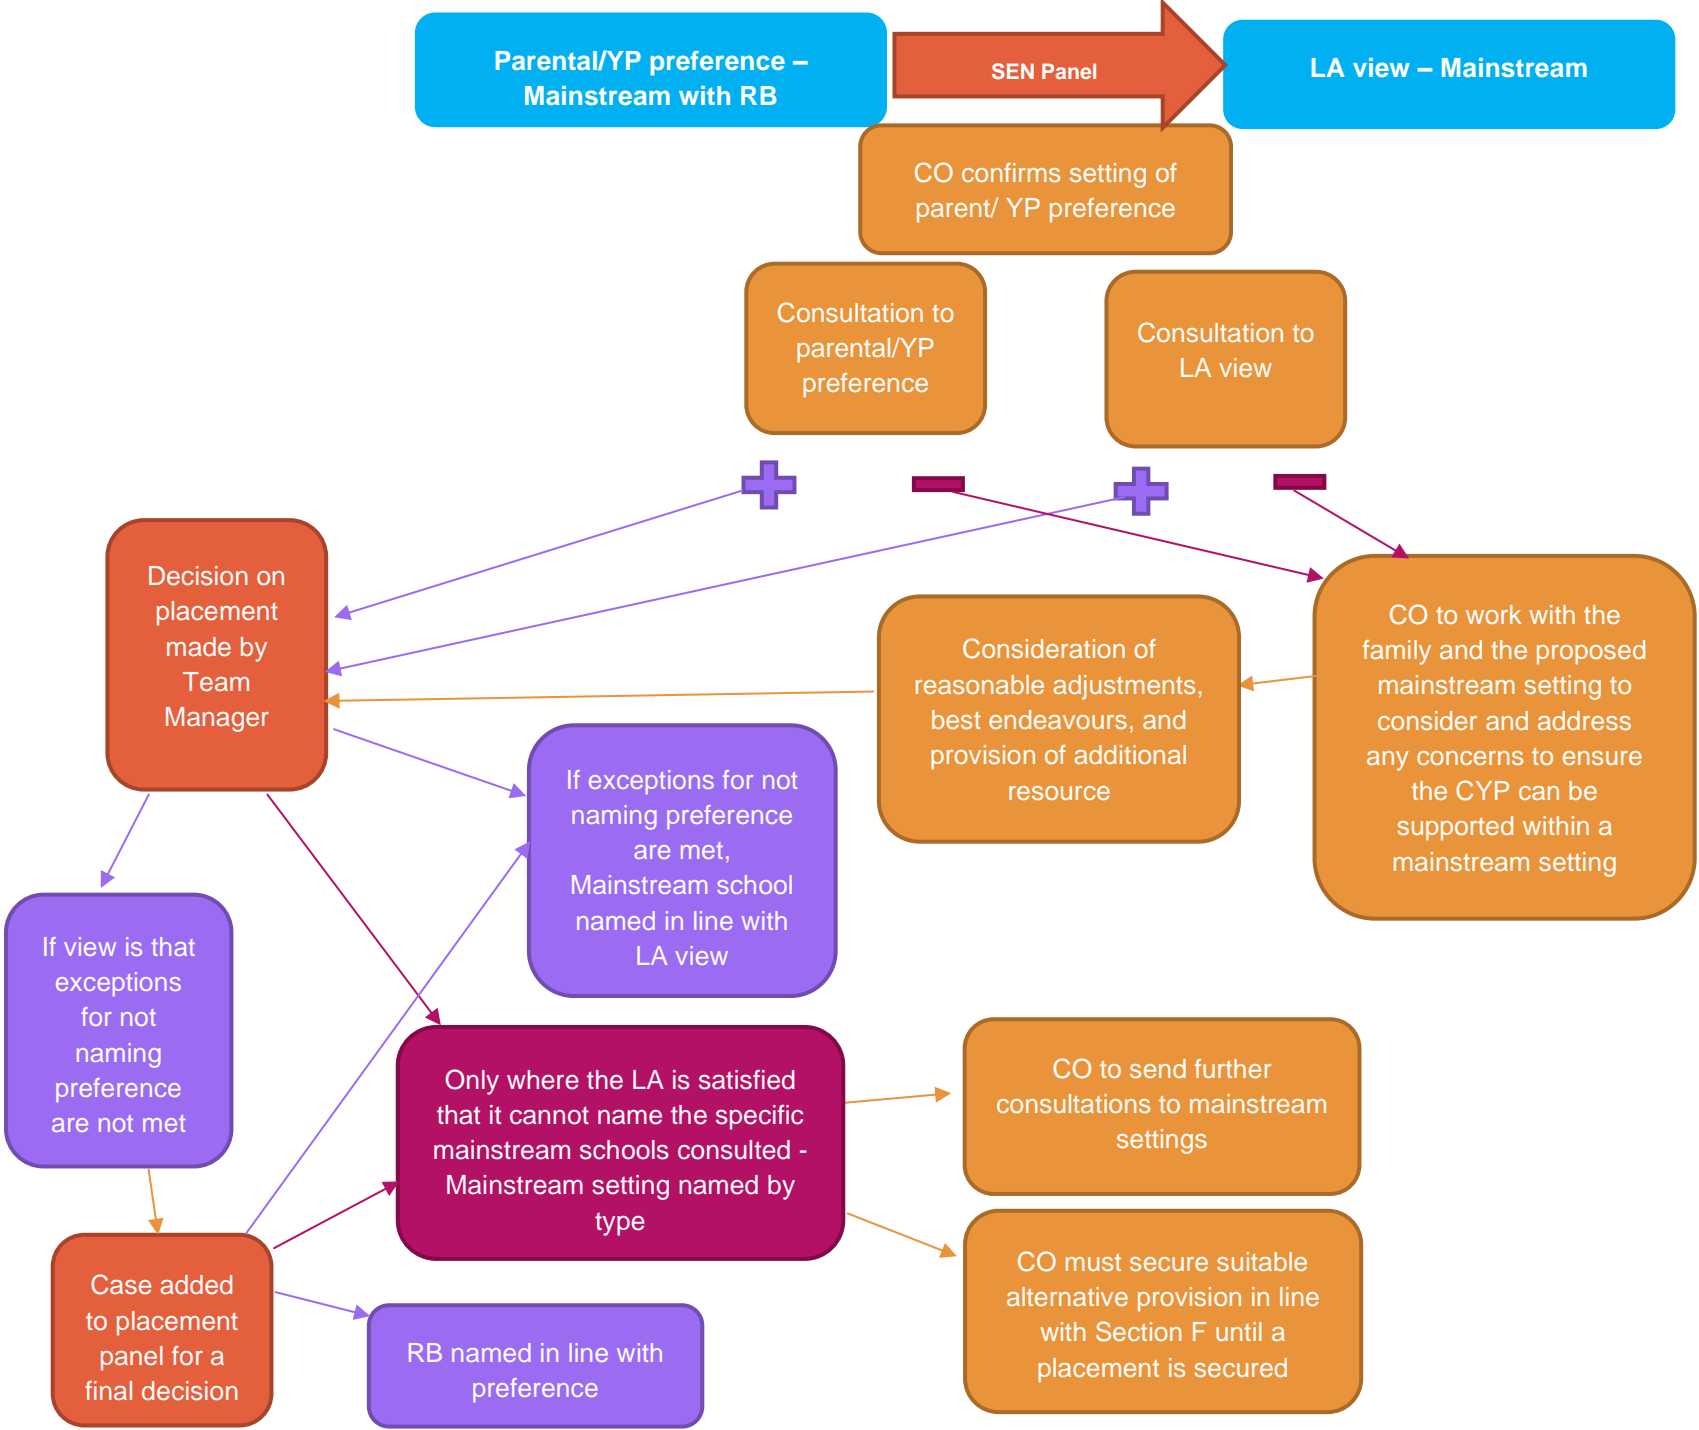 Parental/YP preference –
Mainstream with RB
SEN Panel
LA view – Mainstream
CO confirms setting of
parent/ YP preference
Consultation to
parental/YP
preference
Consultation to
LA view
Decision on
placement
made by
Team
Manager
Consideration of
reasonable adjustments,
best endeavours, and
provision of additional
resource
CO to work with the
family and the proposed
mainstream setting to
consider and address
any concerns to ensure
the CYP can be
supported within a
mainstream setting
If exceptions for not
naming preference
are met,
Mainstream school
named in line with
LA view
If view is that
exceptions
for not
naming
preference
are not met
Only where the LA is satisfied
that it cannot name the specific
mainstream schools consulted -
Mainstream setting named by
type
CO to send further
consultations to mainstream
settings
CO must secure suitable
alternative provision in line
with Section F until a
placement is secured
Case added
to placement
panel for a
final decision
RB named in line with
preference